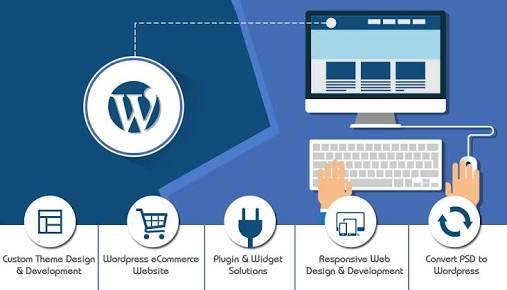 W
Custom Theme Design
& Development
Wordpress eCommerce
Website
Plugin & Widget
Solutions
Responsive Web
Design & Development
Convert PSD to
Wordpress